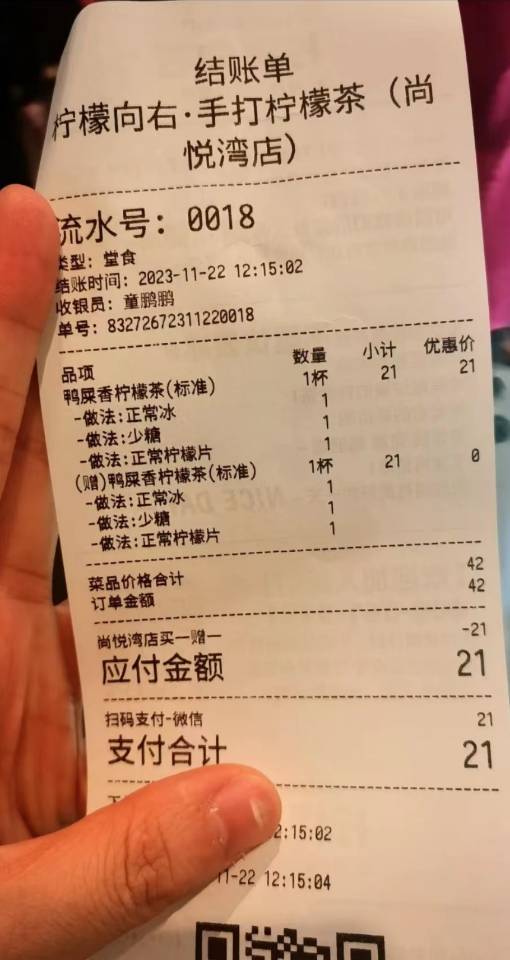 结账单
柠檬向右·手打柠檬茶（尚
悦湾店）
流水号：0018
类型：堂食
结账时间：2023-11-22 12:15:02
收银员：童鹏鹏
单号：83272672311220018
品项 数量 小计 优惠价
鸭屎香柠檬茶(标准) 1杯 21 21
-做法:正常冰 1
-做法:少糖 1
-做法:正常柠檬片 1
(赠)鸭屎香柠檬茶(标准) 1杯 21 0
-做法:正常冰 1
-做法:少糖 1
-做法:正常柠檬片 1
菜品价格合计 42
订单金额 42
尚悦湾店买一赠一 -21
应付金额 21
扫码支付-微信 21
支付合计 21
2:15:02
11-22 12:15:04